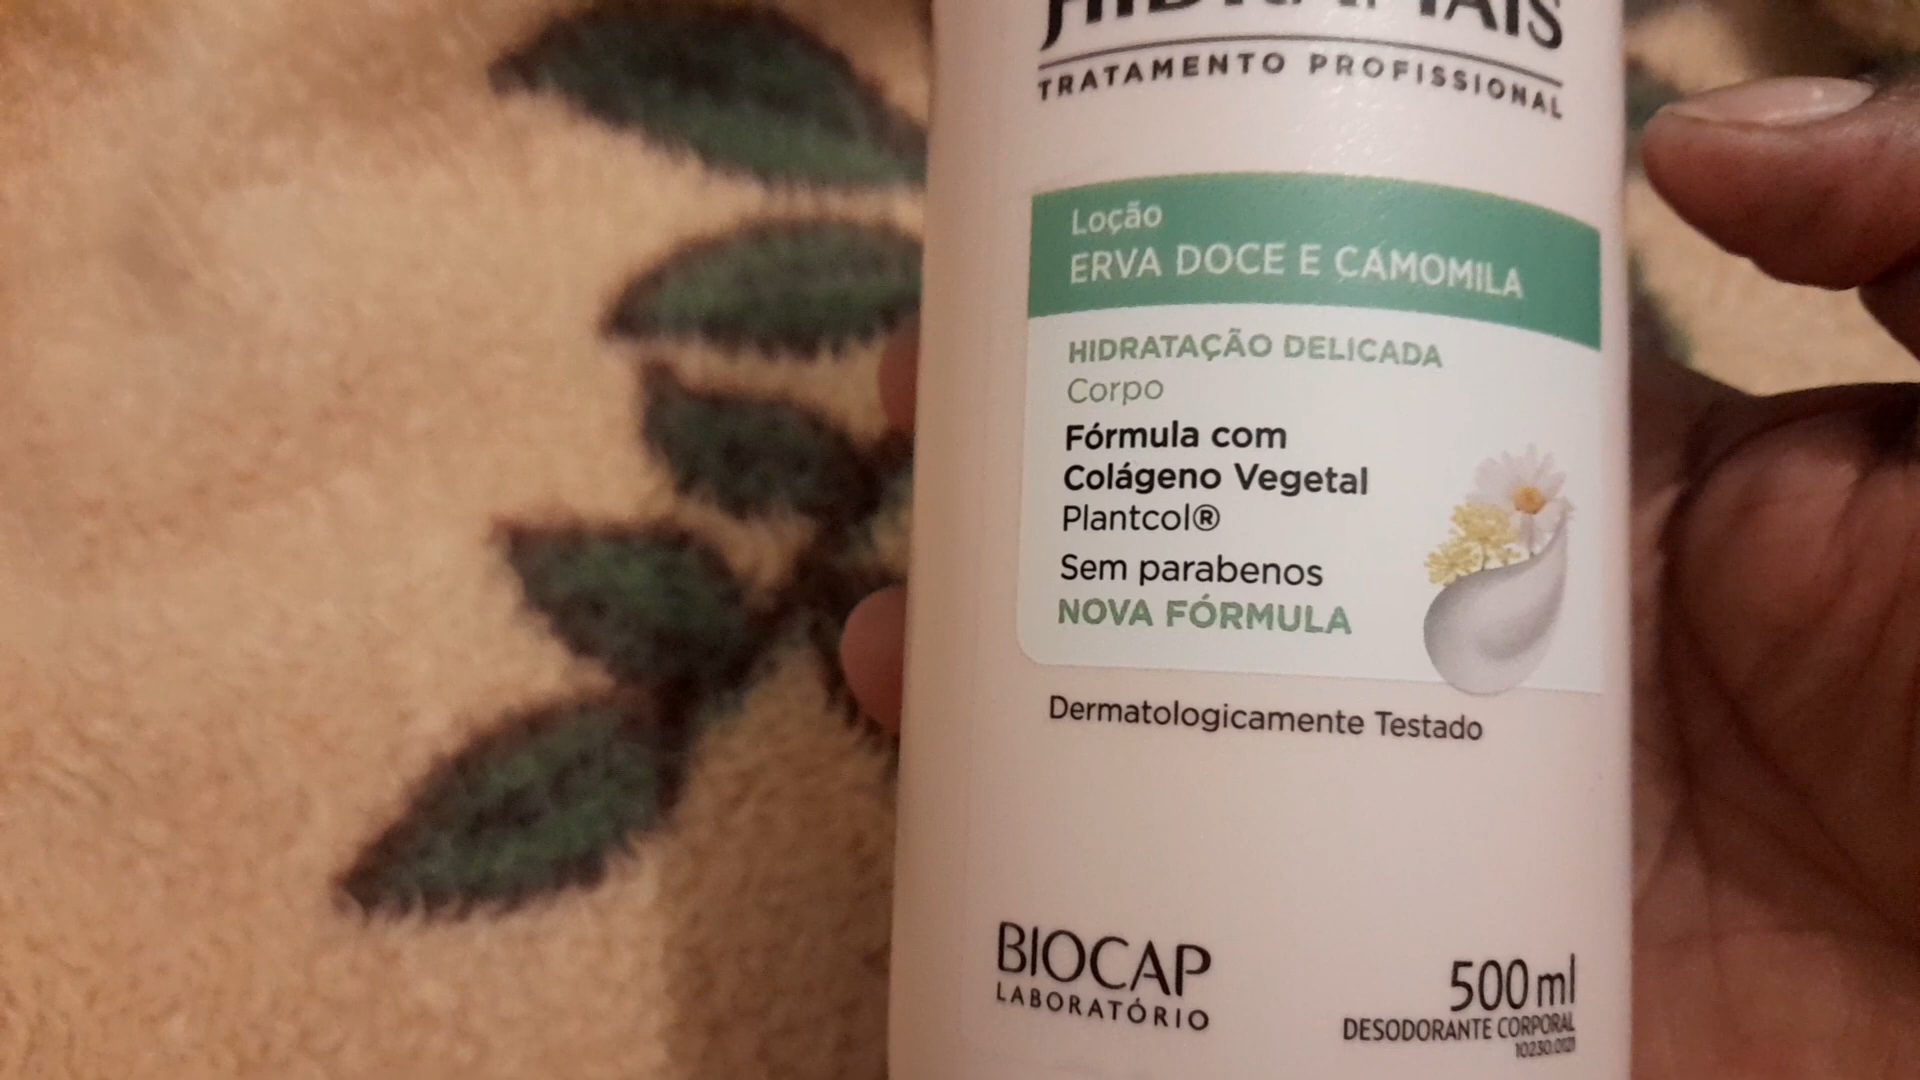 HIDRAMAIS
TRATAMENTO PROFISSIONAL
Loção
ERVA DOCE E CAMOMILA
HIDRATAÇÃO DELICADA
Corpo
Fórmula com
Colágeno Vegetal
Plantcol®
Sem parabenos
NOVA FÓRMULA
Dermatologicamente Testado
BIOCAP
LABORATÓRIO
500ml
DESODORANTE CORPORAL